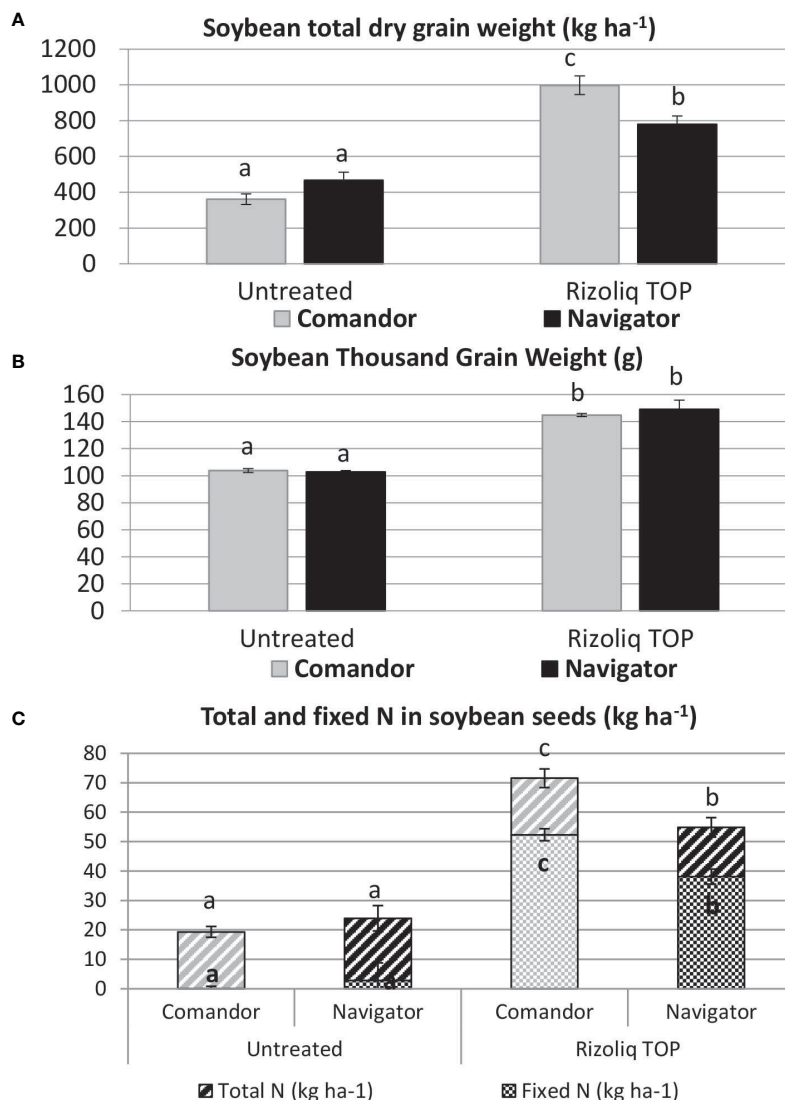 A
Soybean total dry grain weight (kg ha⁻¹)
1200
1000
800
600
400
200
0
a
a
c
b
Untreated
Rizoliq TOP
Comandor
Navigator
B
Soybean Thousand Grain Weight (g)
160
140
120
100
80
60
40
20
0
a
a
b
b
Untreated
Rizoliq TOP
Comandor
Navigator
C
Total and fixed N in soybean seeds (kg ha⁻¹)
80
70
60
50
40
30
20
10
0
a
a
c
b
a
a
c
b
Comandor
Navigator
Comandor
Navigator
Untreated
Rizoliq TOP
Total N (kg ha-1)
Fixed N (kg ha-1)